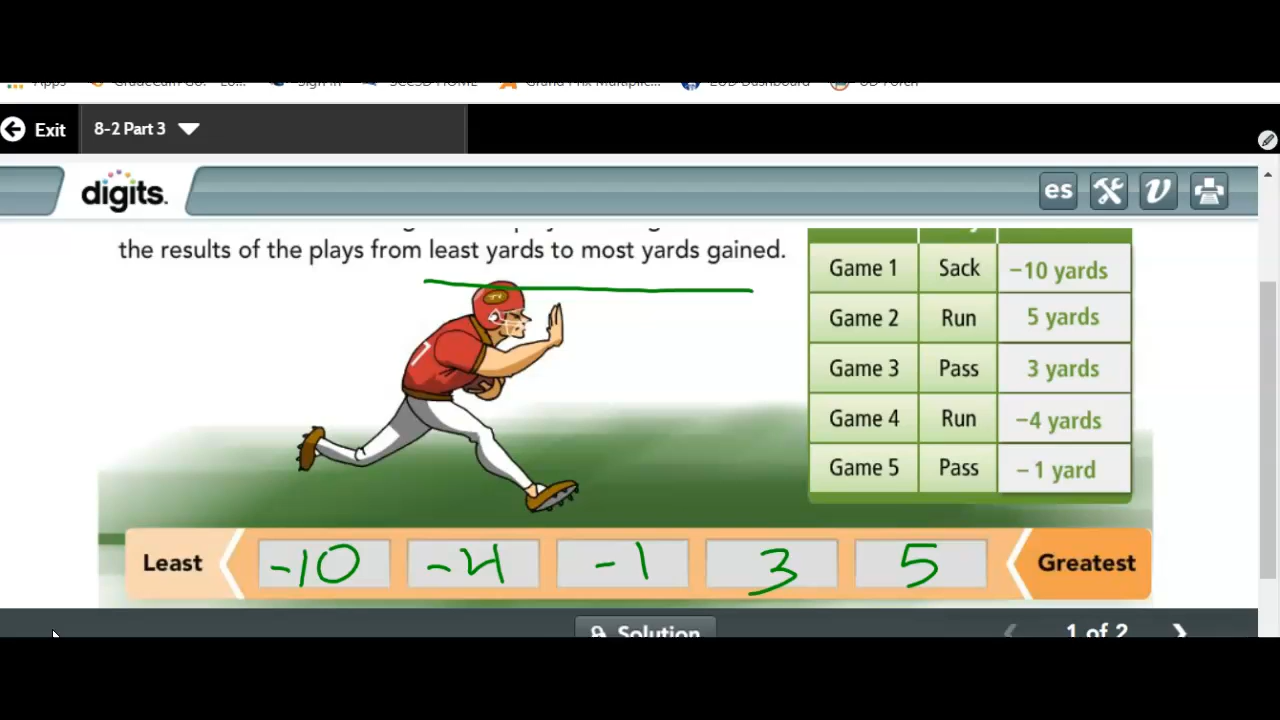 Exit
8-2 Part 3
digits.
es
the results of the plays from least yards to most yards gained.
Game 1 Sack −10 yards
Game 2 Run 5 yards
Game 3 Pass 3 yards
Game 4 Run −4 yards
Game 5 Pass −1 yard
Least -10 -4 -1 3 5 Greatest
Solution
1 of 2